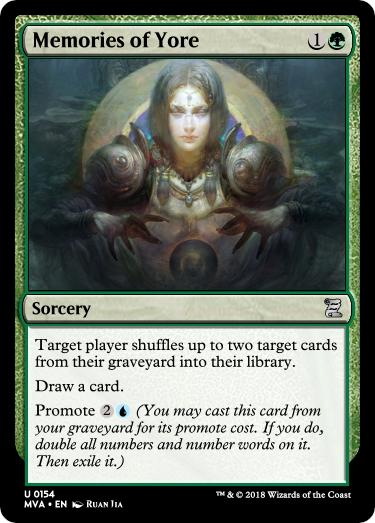 Memories of Yore 1
Sorcery
Target player shuffles up to two target cards
from their graveyard into their library.
Draw a card.
Promote 2 (You may cast this card from
your graveyard for its promote cost. If you do,
double all numbers and number words on it.
Then exile it.)
U 0154
MVA • EN Ruan Jia
™ & © 2018 Wizards of the Coast